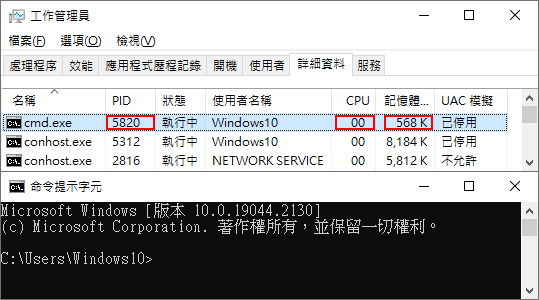 工作管理員
檔案(F) 選項(O) 檢視(V)
處理程序 效能 應用程式歷程記錄 開機 使用者 詳細資料 服務
名稱 PID 狀態 使用者名稱 CPU 記憶體... UAC 模擬
cmd.exe 5820 執行中 Windows10 00 568 K 已停用
conhost.exe 5312 執行中 Windows10 00 8,184 K 已停用
conhost.exe 2816 執行中 NETWORK SERVICE 00 5,812 K 不允許
命令提示字元
Microsoft Windows [版本 10.0.19044.2130]
(c) Microsoft Corporation. 著作權所有，並保留一切權利。
C:\Users\Windows10>